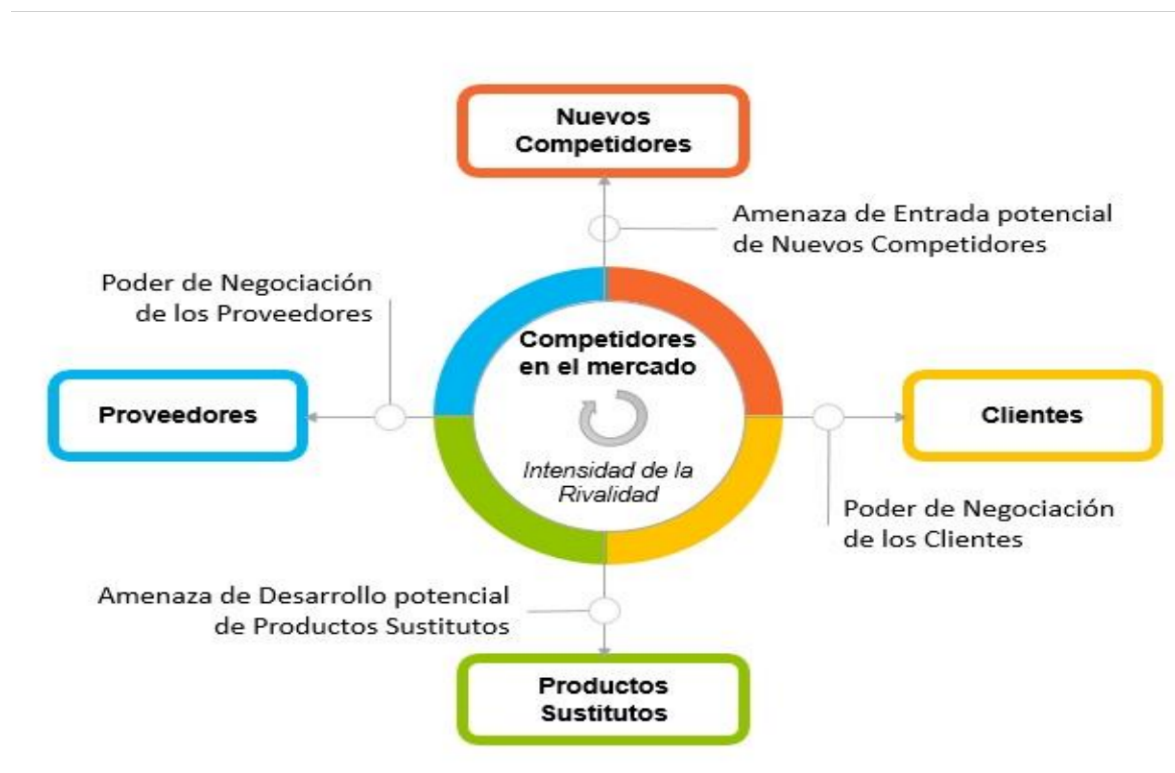 Nuevos
Competidores
Amenaza de Entrada potencial
de Nuevos Competidores
Poder de Negociación
de los Proveedores
Competidores
en el mercado
Proveedores
Clientes
Intensidad de la
Rivalidad
Poder de Negociación
de los Clientes
Amenaza de Desarrollo potencial
de Productos Sustitutos
Productos
Sustitutos